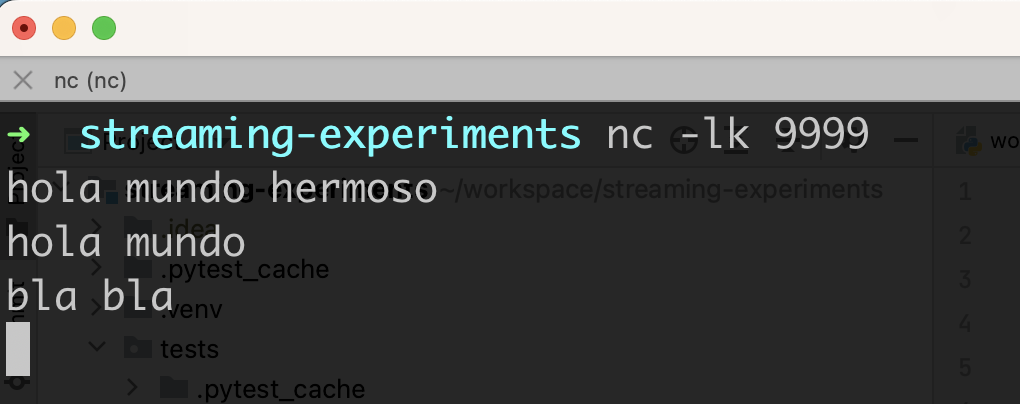 nc (nc)
➜ streaming-experiments nc -lk 9999
hola mundo hermoso
~/workspace/streaming-experiments
hola mundo
.idea
bla bla
.pytest_cache
.venv
tests
.pytest_cache
wo
1
2
3
4
5